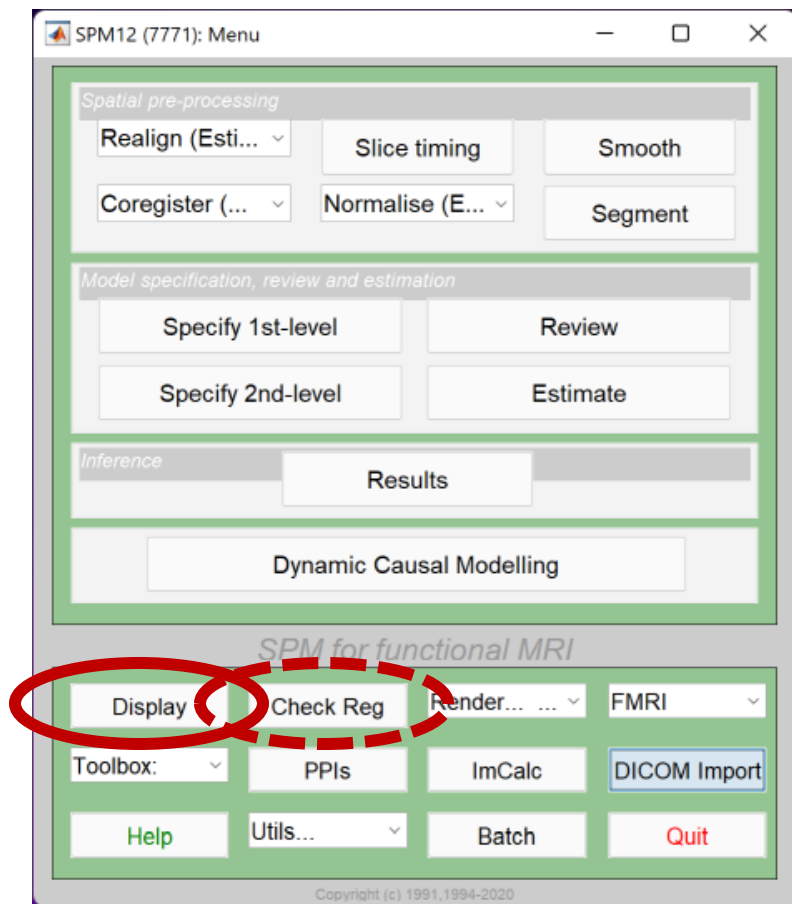 SPM12 (7771): Menu
Spatial pre-processing
Realign (Esti... Slice timing Smooth
Coregister (... Normalise (E... Segment
Model specification, review and estimation
Specify 1st-level Review
Specify 2nd-level Estimate
Inference
Results
Dynamic Causal Modelling
SPM for functional MRI
Display Check Reg Render... ... FMRI
Toolbox: PPIs ImCalc DICOM Import
Help Utils... Batch Quit
Copyright (c) 1991,1994-2020